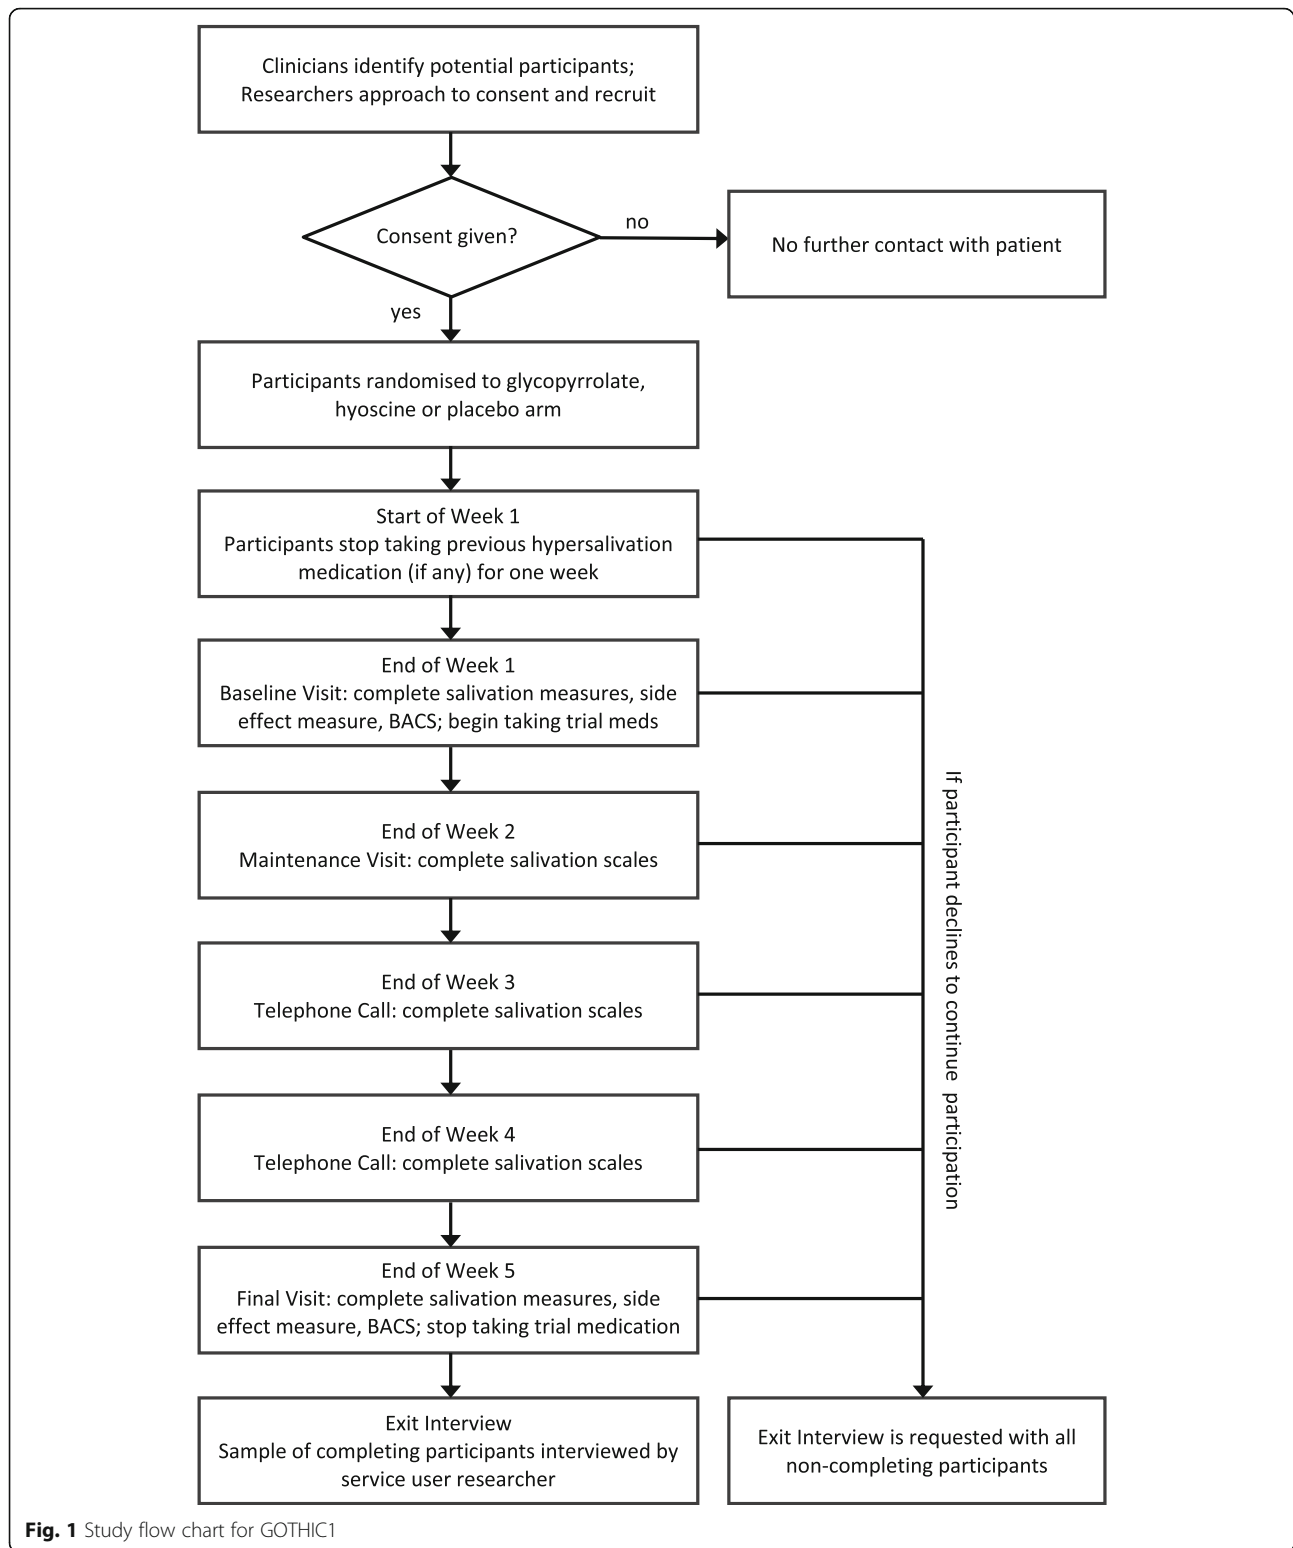 Clinicians identify potential participants;
Researchers approach to consent and recruit
Consent given?
no
No further contact with patient
yes
Participants randomised to glycopyrrolate,
hyoscine or placebo arm
Start of Week 1
Participants stop taking previous hypersalivation
medication (if any) for one week
End of Week 1
Baseline Visit: complete salivation measures, side
effect measure, BACS; begin taking trial meds
End of Week 2
Maintenance Visit: complete salivation scales
End of Week 3
Telephone Call: complete salivation scales
End of Week 4
Telephone Call: complete salivation scales
End of Week 5
Final Visit: complete salivation measures, side
effect measure, BACS; stop taking trial medication
If participant declines to continue participation
Exit Interview
Sample of completing participants interviewed by
service user researcher
Exit Interview is requested with all
non-completing participants
Fig. 1 Study flow chart for GOTHIC1